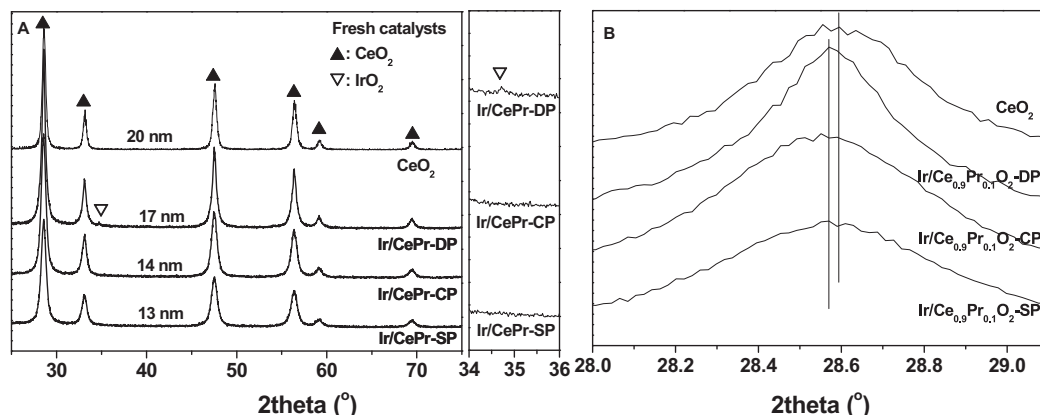 A
Fresh catalysts
▲: CeO2
▽: IrO2
20 nm
CeO2
17 nm
Ir/CePr-DP
14 nm
Ir/CePr-CP
13 nm
Ir/CePr-SP
30 40 50 60 70
2theta (o)
Ir/CePr-DP
Ir/CePr-CP
Ir/CePr-SP
34 35 36
B
CeO2
Ir/Ce0.9Pr0.1O2-DP
Ir/Ce0.9Pr0.1O2-CP
Ir/Ce0.9Pr0.1O2-SP
28.0 28.2 28.4 28.6 28.8 29.0
2theta (o)